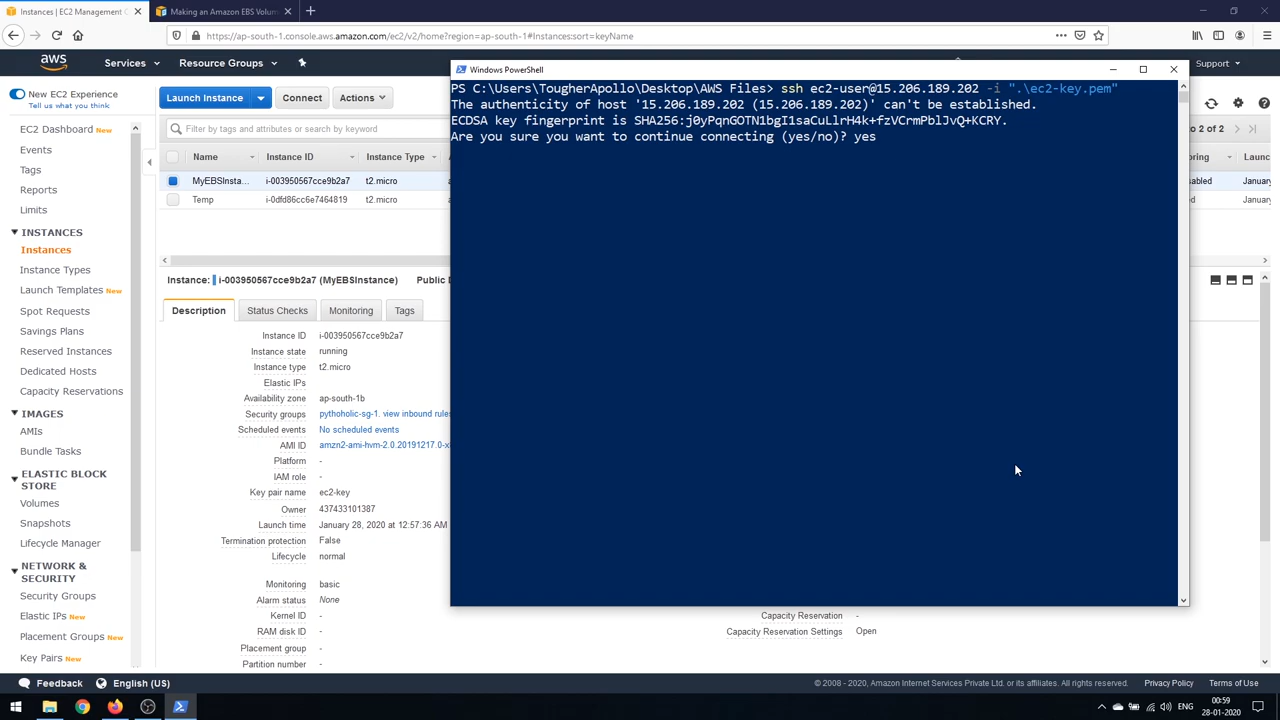 Instances | EC2 Management C
Making an Amazon EBS Volum
https://ap-south-1.console.aws.amazon.com/ec2/v2/home?region=ap-south-1#Instances:sort=keyName
aws
Services
Resource Groups
Support
New EC2 Experience
Tell us what you think
EC2 Dashboard New
Events
Tags
Reports
Limits
INSTANCES
Instances
Instance Types
Launch Templates New
Spot Requests
Savings Plans
Reserved Instances
Dedicated Hosts
Capacity Reservations
IMAGES
AMIs
Bundle Tasks
ELASTIC BLOCK
STORE
Volumes
Snapshots
Lifecycle Manager
NETWORK &
SECURITY
Security Groups
Elastic IPs New
Placement Groups New
Key Pairs New
Launch Instance
Connect
Actions
Filter by tags and attributes or search by keyword
to 2 of 2
Name
Instance ID
Instance Type
ring
Launc
MyEBSInsta...
i-003950567cce9b2a7
t2.micro
abled
January
Temp
i-0dfd86cc6e7464819
t2.micro
ed
January
Instance:
i-003950567cce9b2a7 (MyEBSInstance)
Public
Description
Status Checks
Monitoring
Tags
Instance ID i-003950567cce9b2a7
Instance state running
Instance type t2.micro
Elastic IPs
Availability zone ap-south-1b
Security groups pythoholic-sg-1. view inbound rules
Scheduled events No scheduled events
AMI ID amzn2-ami-hvm-2.0.20191217.0-x
Platform -
IAM role -
Key pair name ec2-key
Owner 437433101387
Launch time January 28, 2020 at 12:57:36 AM
Termination protection False
Lifecycle normal
Monitoring basic
Alarm status None
Kernel ID -
RAM disk ID -
Placement group -
Partition number -
Capacity Reservation -
Capacity Reservation Settings Open
Windows PowerShell
PS C:\Users\TougherApollo\Desktop\AWS Files> ssh ec2-user@15.206.189.202 -i ".\ec2-key.pem"
The authenticity of host '15.206.189.202 (15.206.189.202)' can't be established.
ECDSA key fingerprint is SHA256:j0yPqnGOTN1bgI1saCuLlrH4k+fzVCrmPblJvQ+KCRY.
Are you sure you want to continue connecting (yes/no)? yes
Feedback
English (US)
© 2008 - 2020, Amazon Internet Services Private Ltd. or its affiliates. All rights reserved.
Privacy Policy
Terms of Use
ENG
00:59
28-01-2020